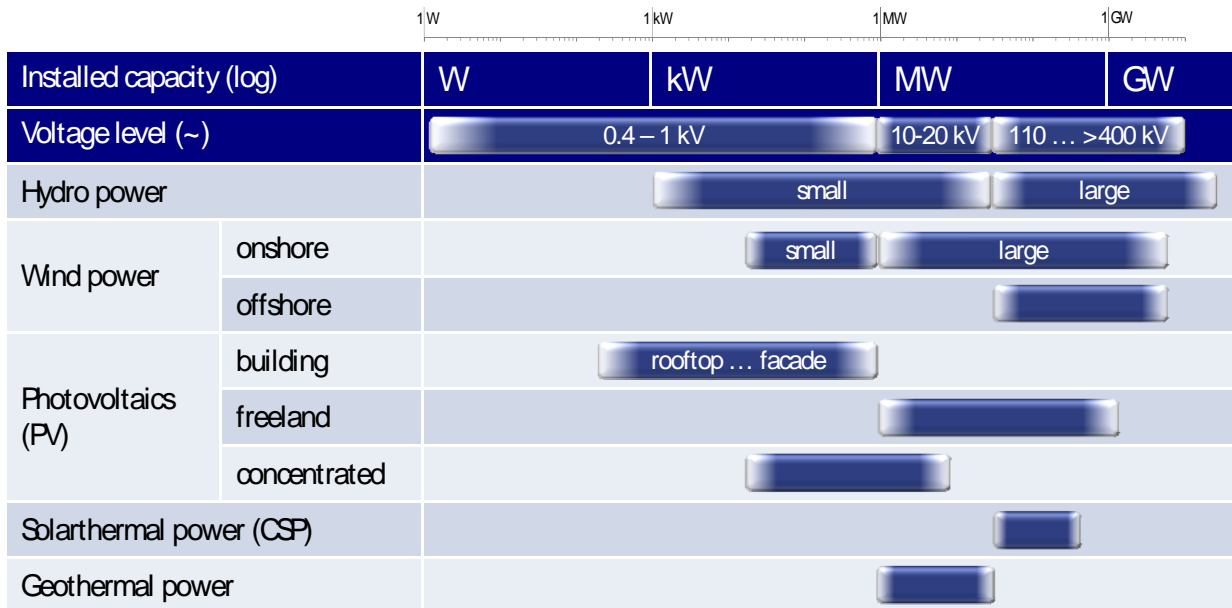 1 W 1 kW 1 MW 1 GW
Installed capacity (log) W kW MW GW
Voltage level (~) 0.4 – 1 kV 10-20 kV 110 … >400 kV
Hydro power small large
Wind power
onshore small large
offshore
Photovoltaics
(PV)
building rooftop … facade
freeland
concentrated
Solarthermal power (CSP)
Geothermal power